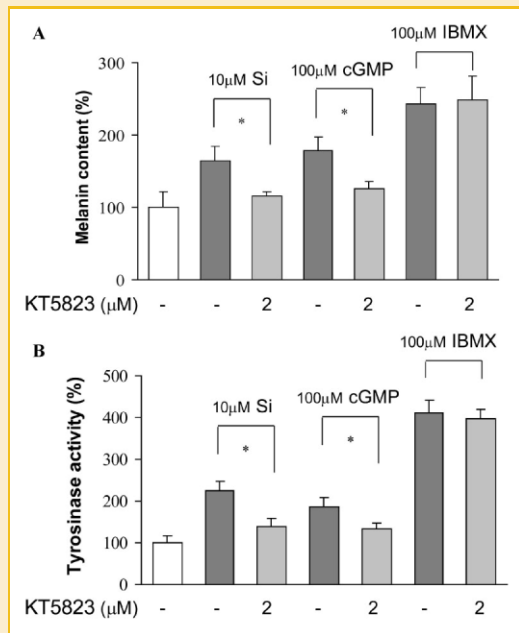 A
100μM IBMX
10μM Si
100μM cGMP
*
*
Melanin content (%)
300
200
100
0
KT5823 (μM) - - 2 - 2 - 2
B
100μM IBMX
10μM Si
100μM cGMP
*
*
Tyrosinase activity (%)
500
400
300
200
100
0
KT5823 (μM) - - 2 - 2 - 2